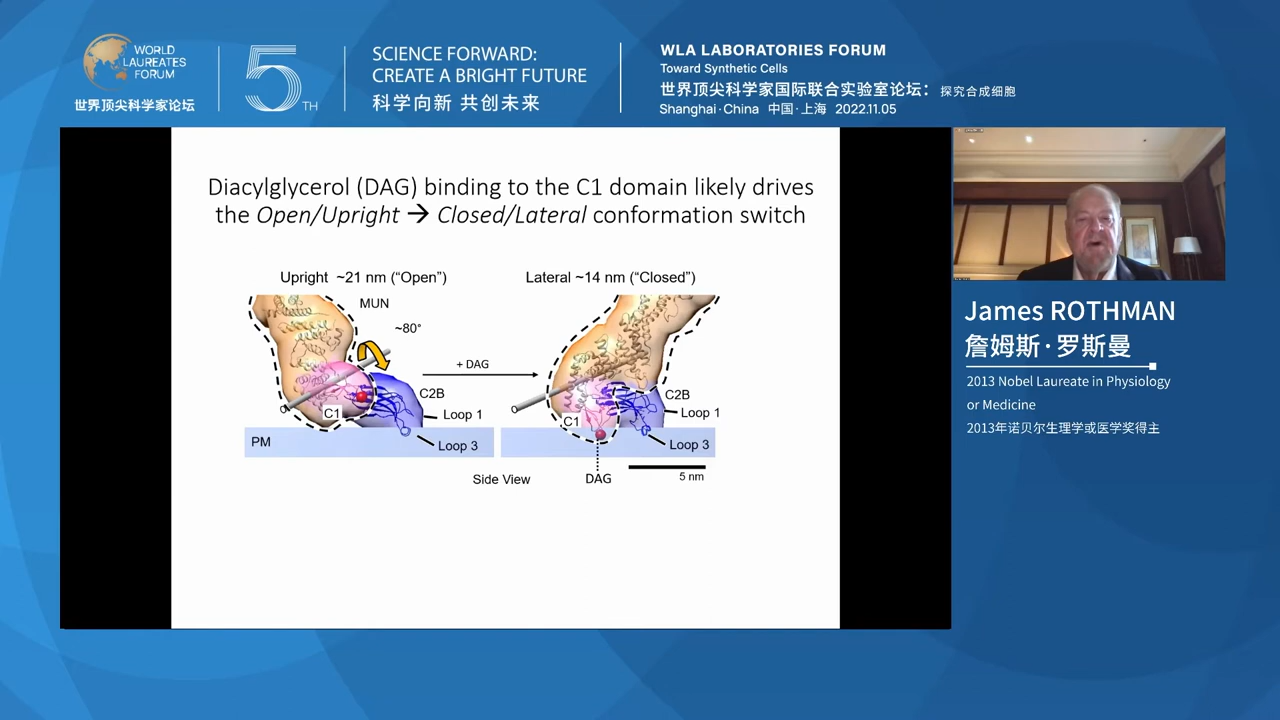 WORLD
LAUREATES
FORUM
世界顶尖科学家论坛
5TH
SCIENCE FORWARD:
CREATE A BRIGHT FUTURE
科学向新 共创未来
WLA LABORATORIES FORUM
Toward Synthetic Cells
世界顶尖科学家国际联合实验室论坛：探究合成细胞
Shanghai·China 中国·上海 2022.11.05
Diacylglycerol (DAG) binding to the C1 domain likely drives
the Open/Upright → Closed/Lateral conformation switch
Upright ~21 nm (“Open”)
Lateral ~14 nm (“Closed”)
MUN
~80°
+ DAG
C2B
C1
Loop 1
Loop 3
PM
C2B
C1
Loop 1
Loop 3
Side View
DAG
5 nm
James ROTHMAN
詹姆斯·罗斯曼
2013 Nobel Laureate in Physiology
or Medicine
2013年诺贝尔生理学或医学奖得主